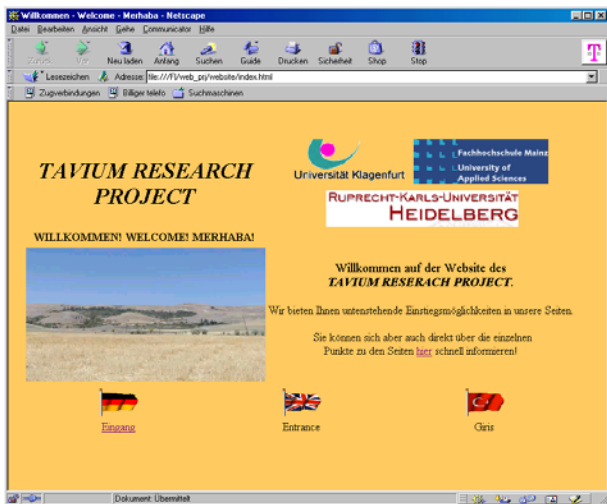 Willkommen - Welcome - Merhaba - Netscape
Datei Bearbeiten Ansicht Gehe Communicator Hilfe
Zurück Vor Neu laden Anfang Suchen Guide Drucken Sicherheit Shop Stop
Lesezeichen Adresse: file:///F|/web_prj/website/index.html
Zugverbindungen Billiger telefo Suchmaschinen
TAVIUM RESEARCH
PROJECT
Universität Klagenfurt
Fachhochschule Mainz
University of
Applied Sciences
RUPRECHT-KARLS-UNIVERSITÄT
HEIDELBERG
WILLKOMMEN! WELCOME! MERHABA!
Willkommen auf der Website des
TAVIUM RESERACH PROJECT.
Wir bieten Ihnen untenstehende Einstiegsmöglichkeiten in unsere Seiten.
Sie können sich aber auch direkt über die einzelnen
Punkte zu den Seiten hier schnell informieren!
Eingang Entrance Giris
Dokument: Übermittelt